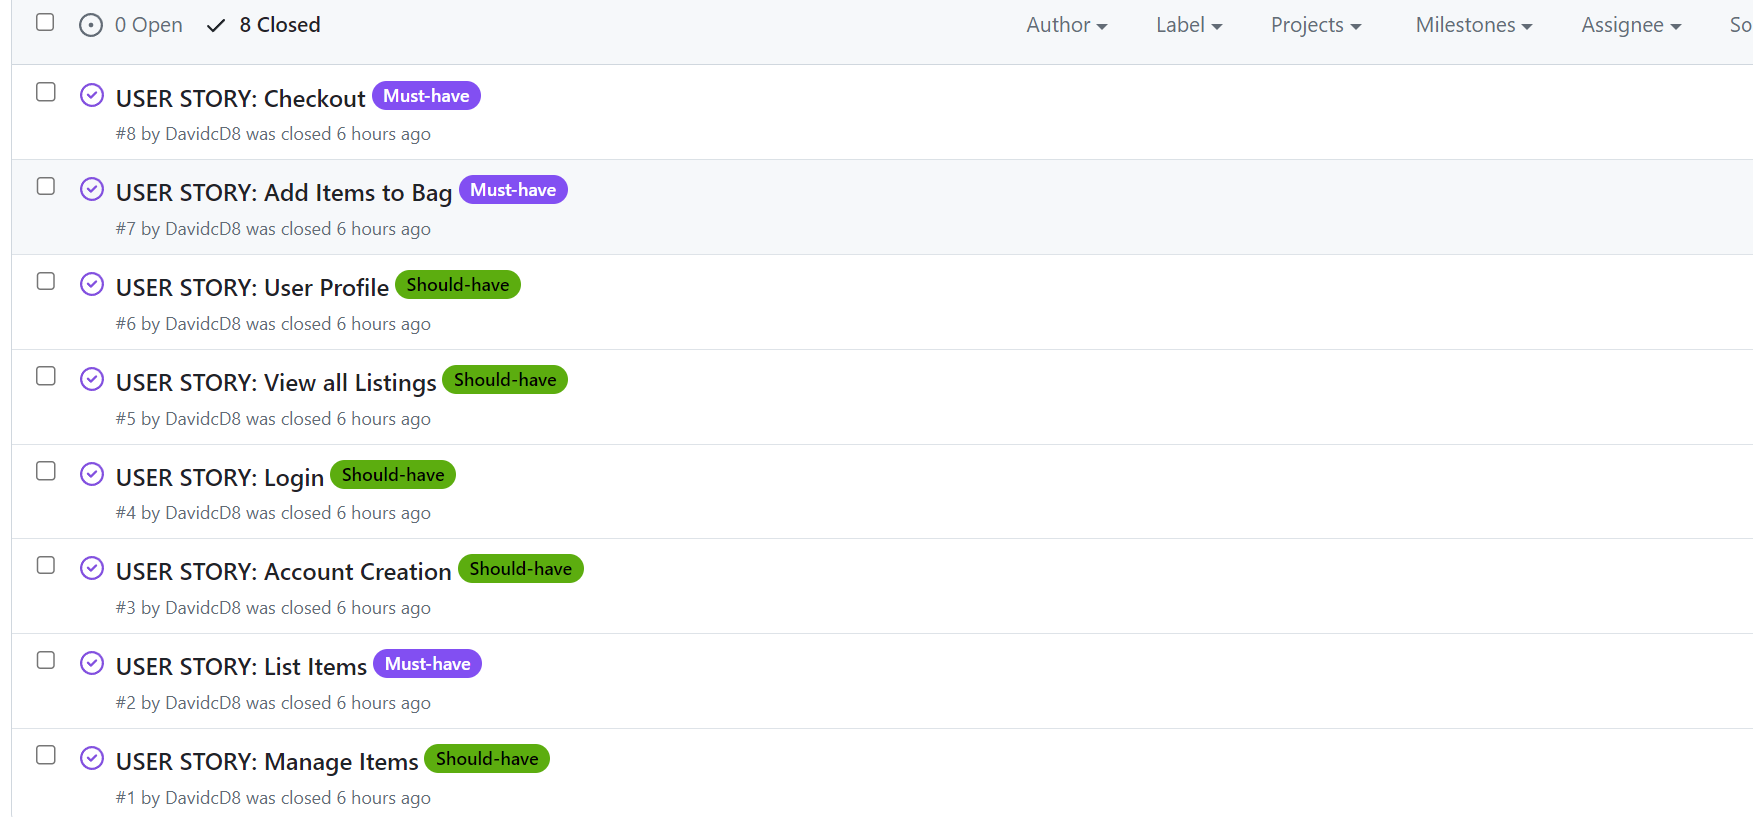 0 Open 8 Closed Author Label Projects Milestones Assignee So
USER STORY: Checkout Must-have
#8 by DavidcD8 was closed 6 hours ago
USER STORY: Add Items to Bag Must-have
#7 by DavidcD8 was closed 6 hours ago
USER STORY: User Profile Should-have
#6 by DavidcD8 was closed 6 hours ago
USER STORY: View all Listings Should-have
#5 by DavidcD8 was closed 6 hours ago
USER STORY: Login Should-have
#4 by DavidcD8 was closed 6 hours ago
USER STORY: Account Creation Should-have
#3 by DavidcD8 was closed 6 hours ago
USER STORY: List Items Must-have
#2 by DavidcD8 was closed 6 hours ago
USER STORY: Manage Items Should-have
#1 by DavidcD8 was closed 6 hours ago